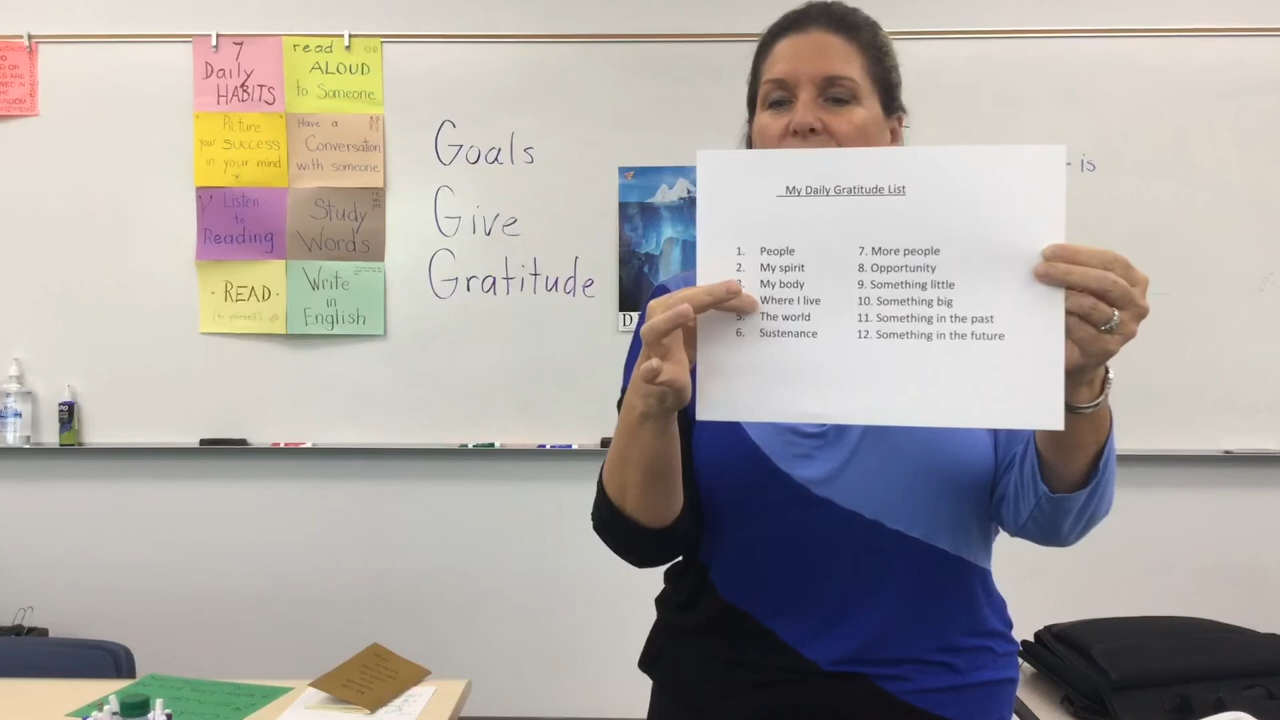 7
Daily
HABITS
read
ALOUD
to Someone
Picture
your SUCCESS
in your mind
Have a
Conversation
with someone
Listen
to
Reading
Study
Words
READ
(to yourself)
Write
in
English
Goals
Give
Gratitude
is
My Daily Gratitude List
1. People
2. My spirit
My body
Where I live
5. The world
6. Sustenance
7. More people
8. Opportunity
9. Something little
10. Something big
11. Something in the past
12. Something in the future